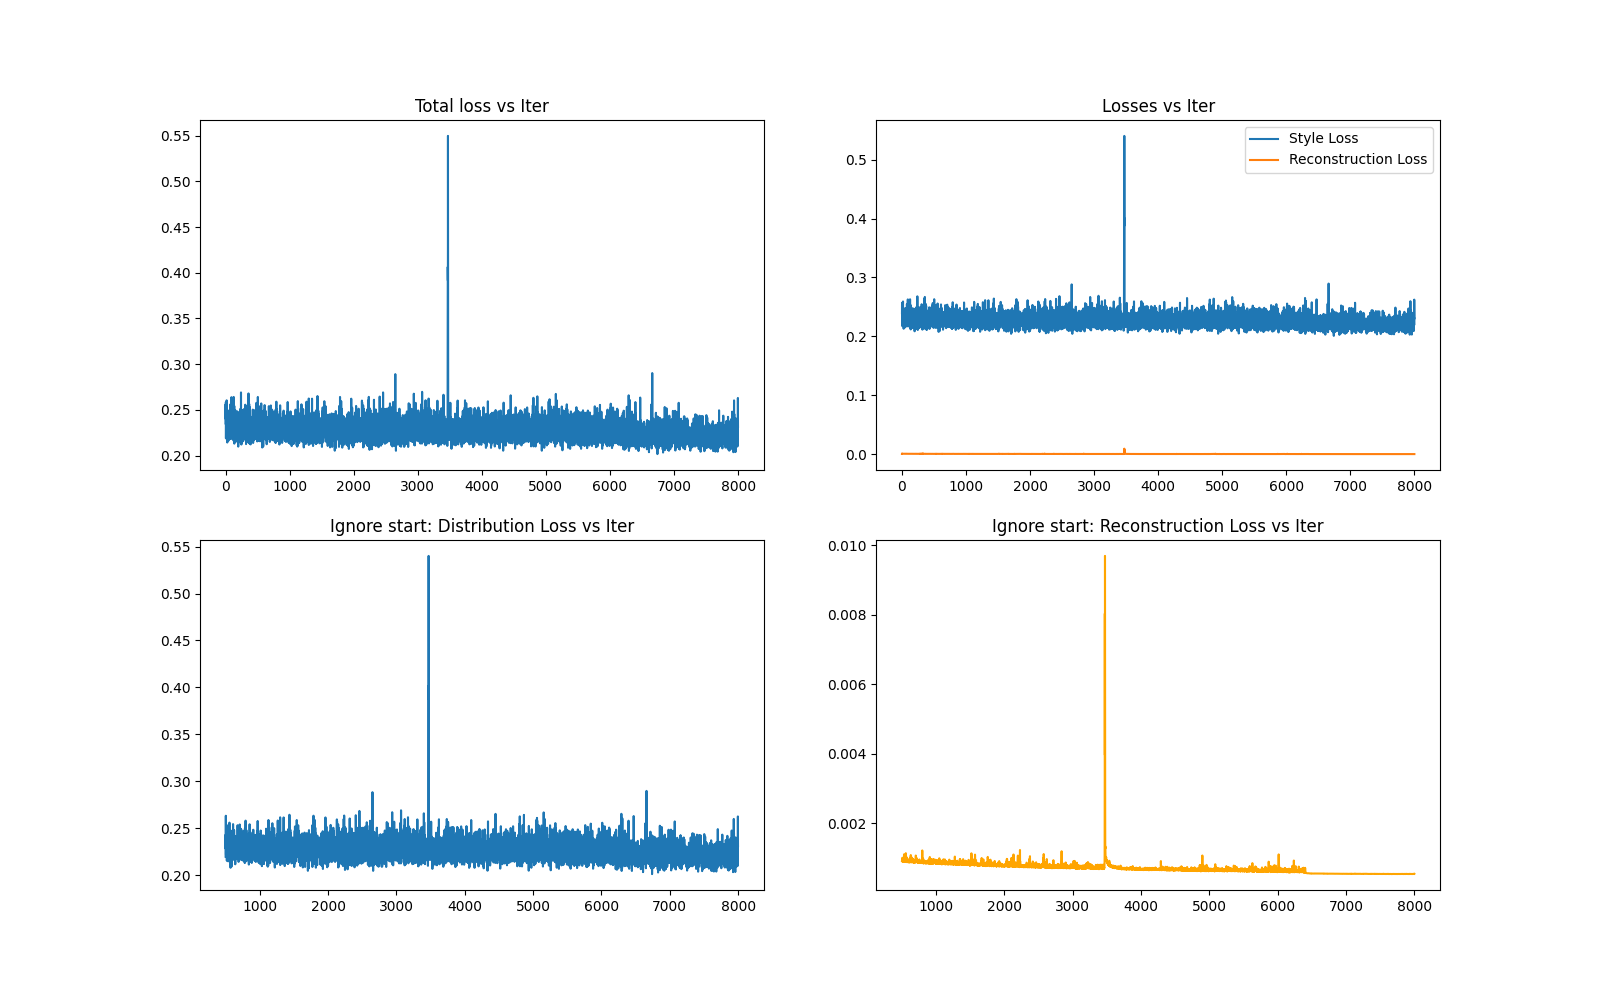 Total loss vs Iter
0.55
0.50
0.45
0.40
0.35
0.30
0.25
0.20
0 1000 2000 3000 4000 5000 6000 7000 8000
Losses vs Iter
Style Loss
Reconstruction Loss
0.5
0.4
0.3
0.2
0.1
0.0
0 1000 2000 3000 4000 5000 6000 7000 8000
Ignore start: Distribution Loss vs Iter
0.55
0.50
0.45
0.40
0.35
0.30
0.25
0.20
1000 2000 3000 4000 5000 6000 7000 8000
Ignore start: Reconstruction Loss vs Iter
0.010
0.008
0.006
0.004
0.002
1000 2000 3000 4000 5000 6000 7000 8000